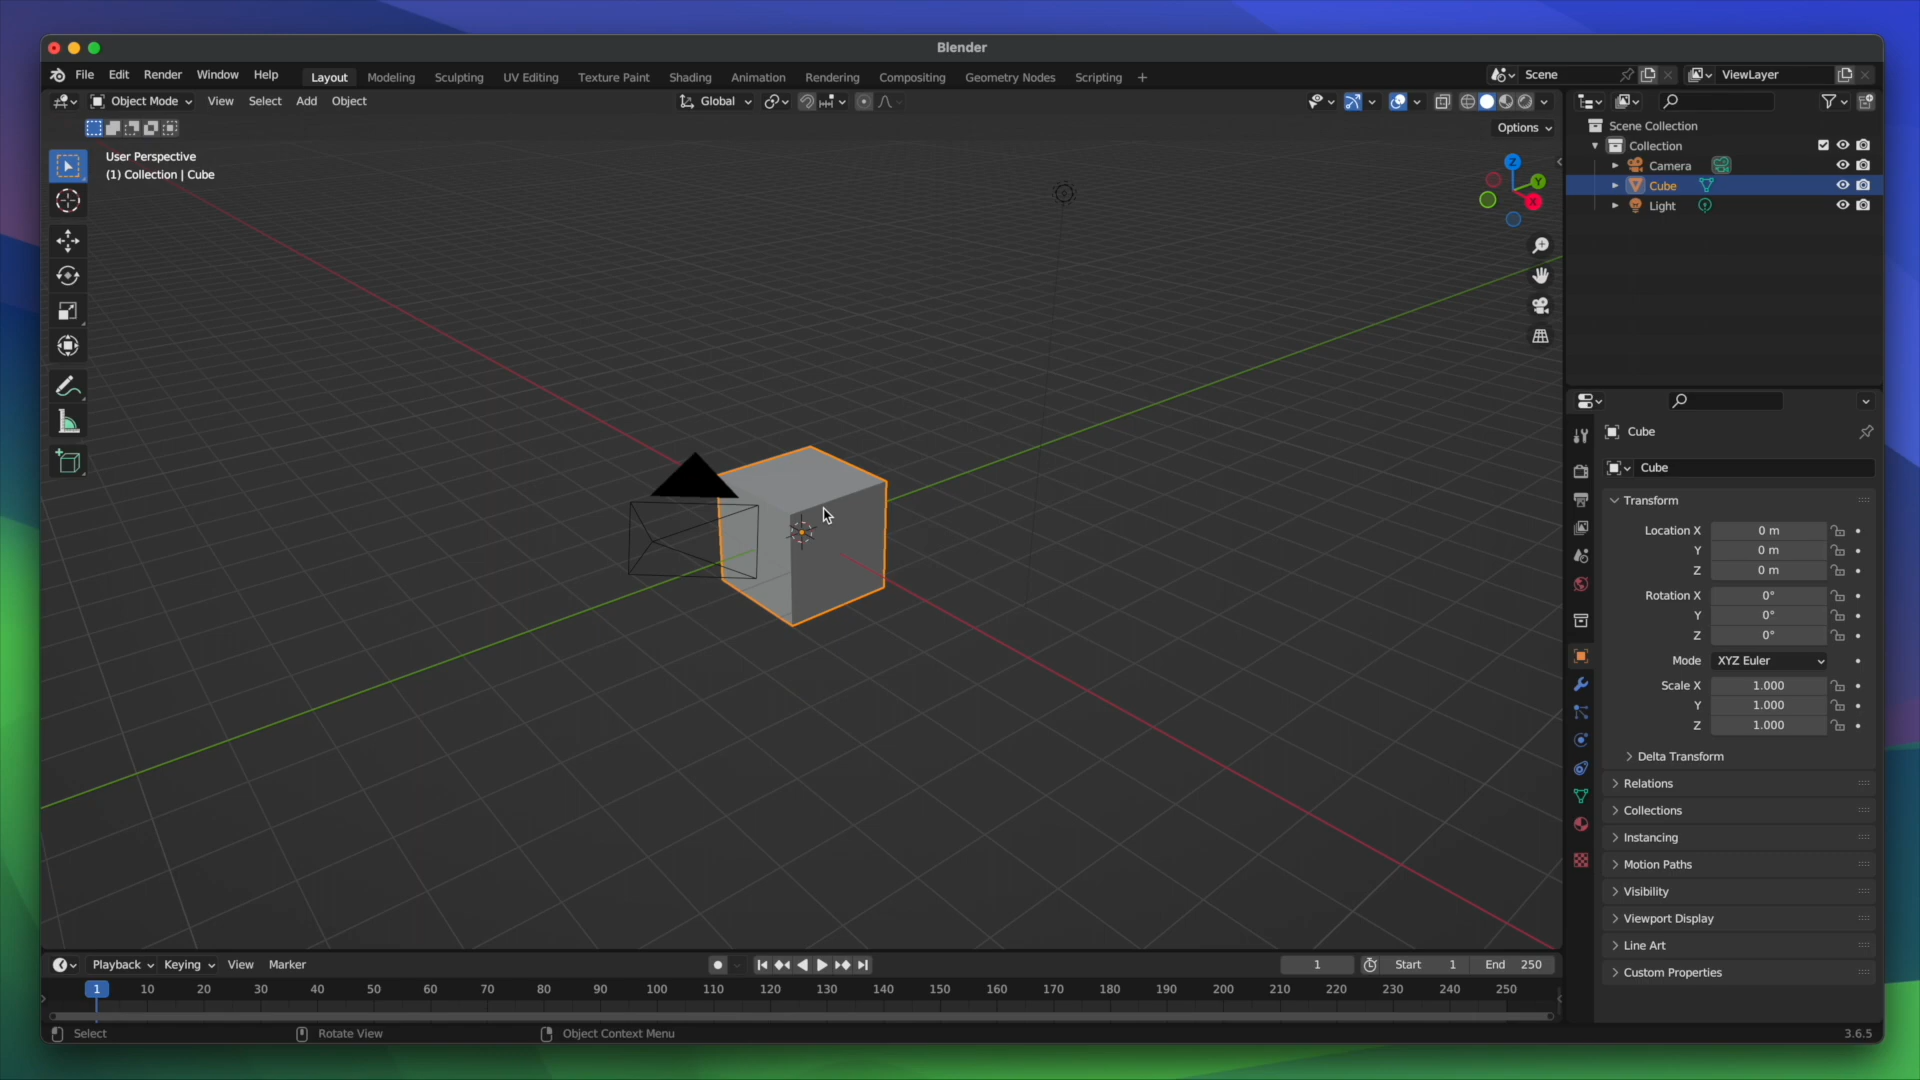 Blender
File Edit Render Window Help Layout Modeling Sculpting UV Editing Texture Paint Shading Animation Rendering Compositing Geometry Nodes Scripting + Scene ViewLayer
Object Mode View Select Add Object Global
Options
User Perspective
(1) Collection | Cube
Z
Y
X
Scene Collection
Collection
Camera
Cube
Light
Cube
Cube
Transform
Location X 0 m
Y 0 m
Z 0 m
Rotation X 0°
Y 0°
Z 0°
Mode XYZ Euler
Scale X 1.000
Y 1.000
Z 1.000
Delta Transform
Relations
Collections
Instancing
Motion Paths
Visibility
Viewport Display
Line Art
Custom Properties
Playback Keying View Marker 1 Start 1 End 250
1 10 20 30 40 50 60 70 80 90 100 110 120 130 140 150 160 170 180 190 200 210 220 230 240 250
Select Rotate View Object Context Menu 3.6.5